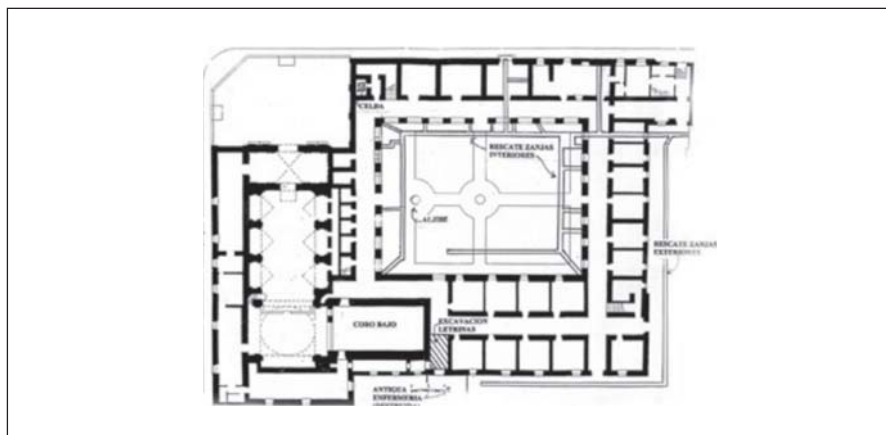 CELDA
RESCATE ZANJAS
INTERIORES
ALJIBE
RESCATE ZANJAS
EXTERIORES
CORO BAJO
EXCAVACION
LETRINAS
ANTIGUA
ENFERMERIA